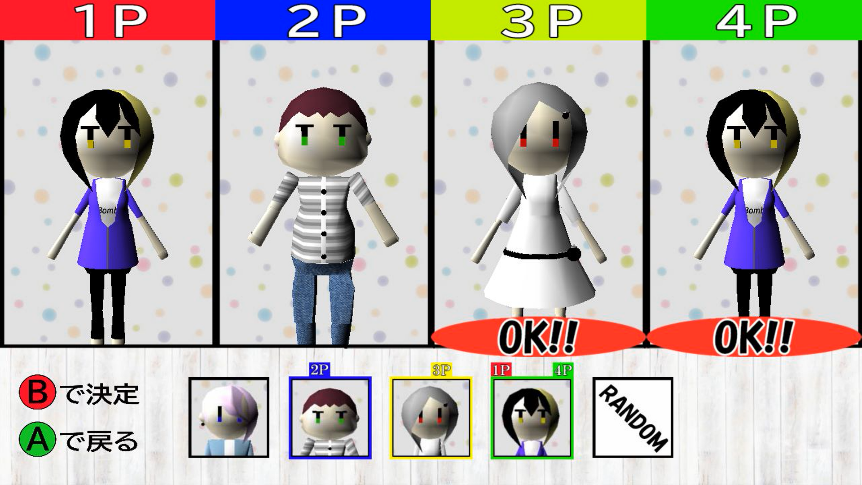 1P 2P 3P 4P
Bomb Bomb
OK!! OK!!
2P 3P 1P 4P
Bで決定
RANDOM
Aで戻る